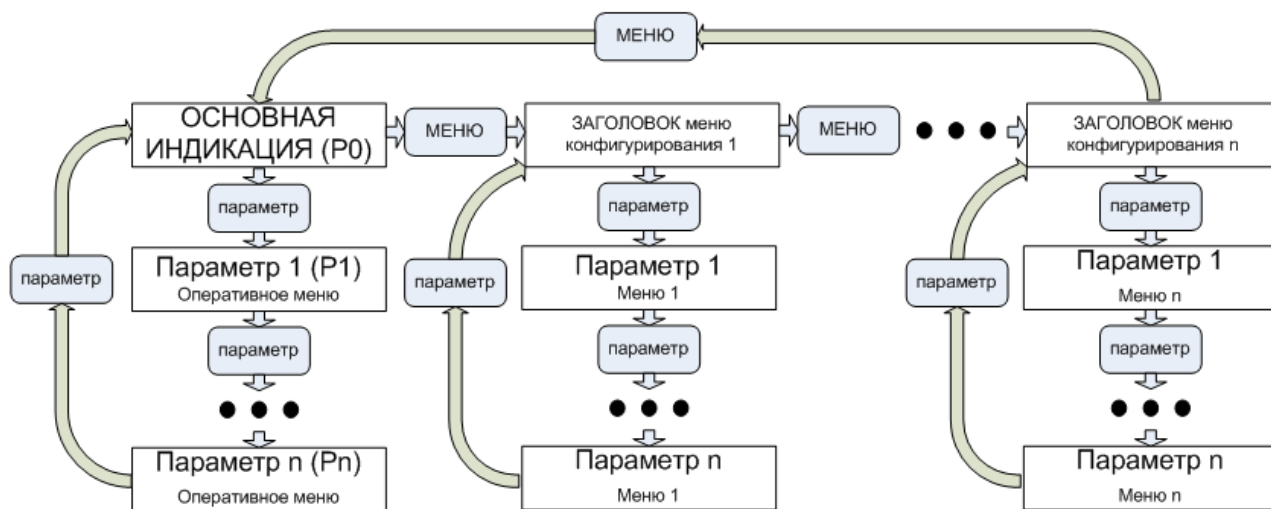 МЕНЮ
ОСНОВНАЯ
ИНДИКАЦИЯ (P0)
МЕНЮ
ЗАГОЛОВОК меню
конфигурирования 1
МЕНЮ
ЗАГОЛОВОК меню
конфигурирования n
параметр
параметр
параметр
параметр
Параметр 1 (P1)
Оперативное меню
параметр
Параметр 1
Меню 1
параметр
Параметр 1
Меню n
параметр
параметр
параметр
Параметр n (Pn)
Оперативное меню
Параметр n
Меню 1
Параметр n
Меню n